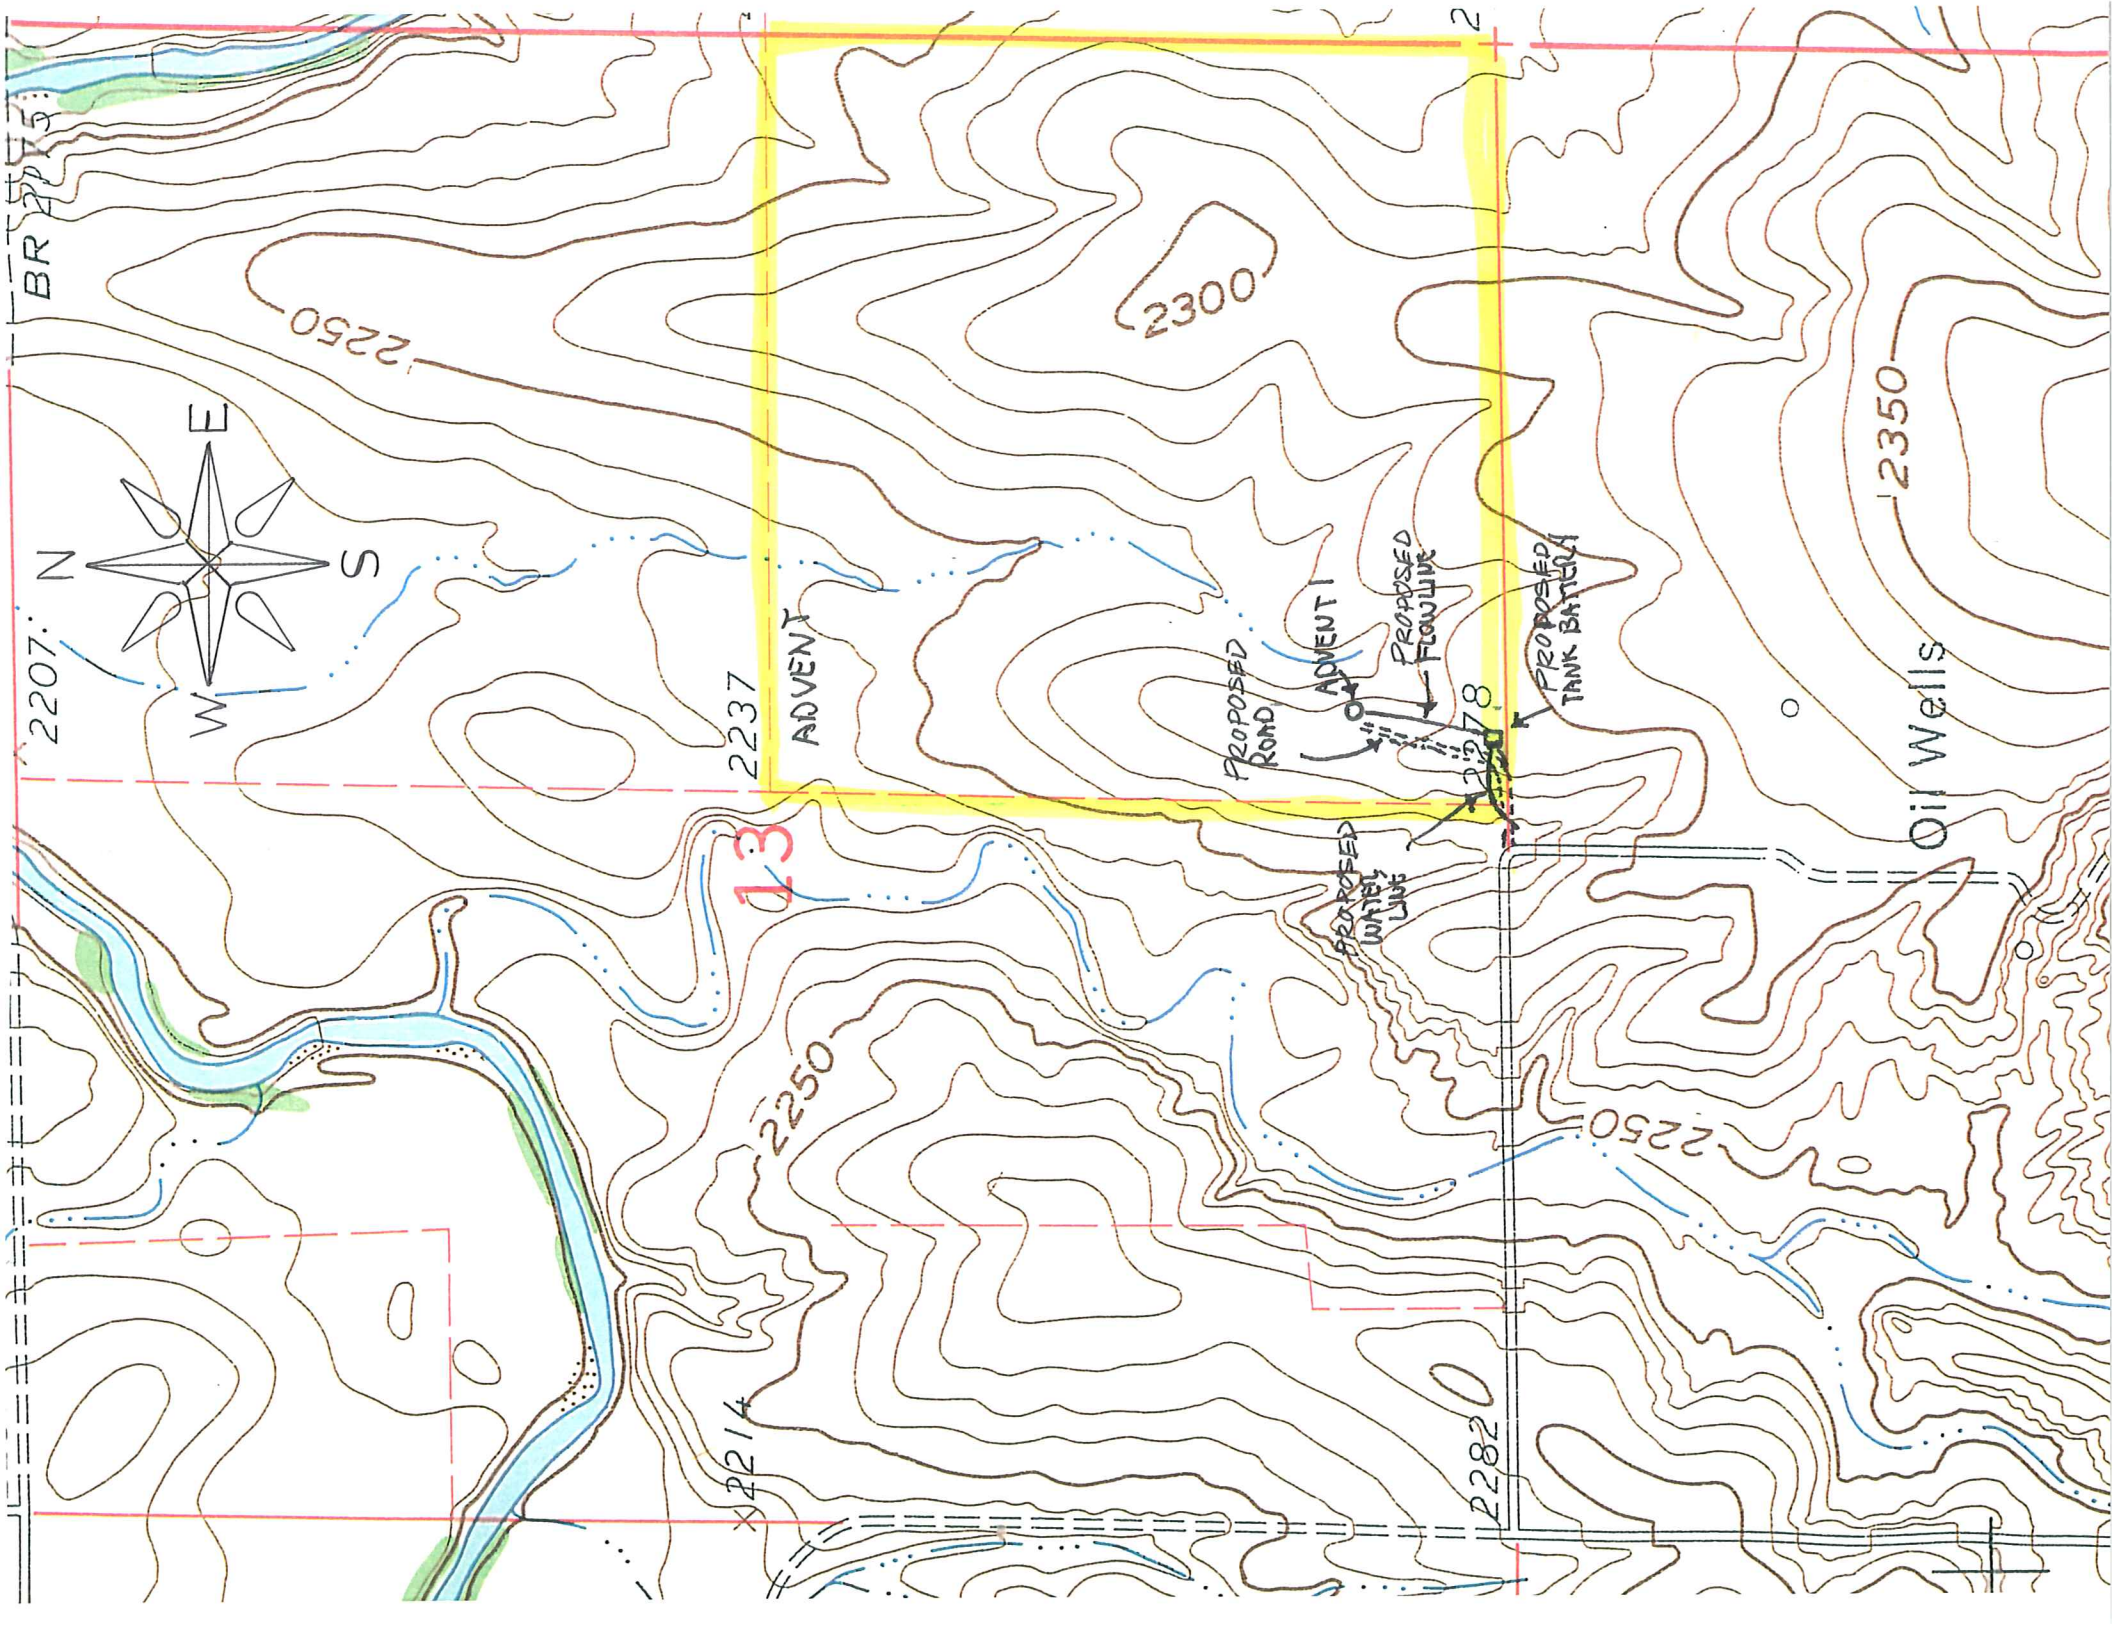 BR
2207
N
E
S
W
2250
2237
ADVENT
13
2300
PROPOSED
ROAD
ADVENT 1
PROPOSED
FLOWLINE
2278
PROPOSED
TANK BATTERY
PROPOSED
WATER
LINE
2350
Oil Wells
2250
2250
2214
2282
2